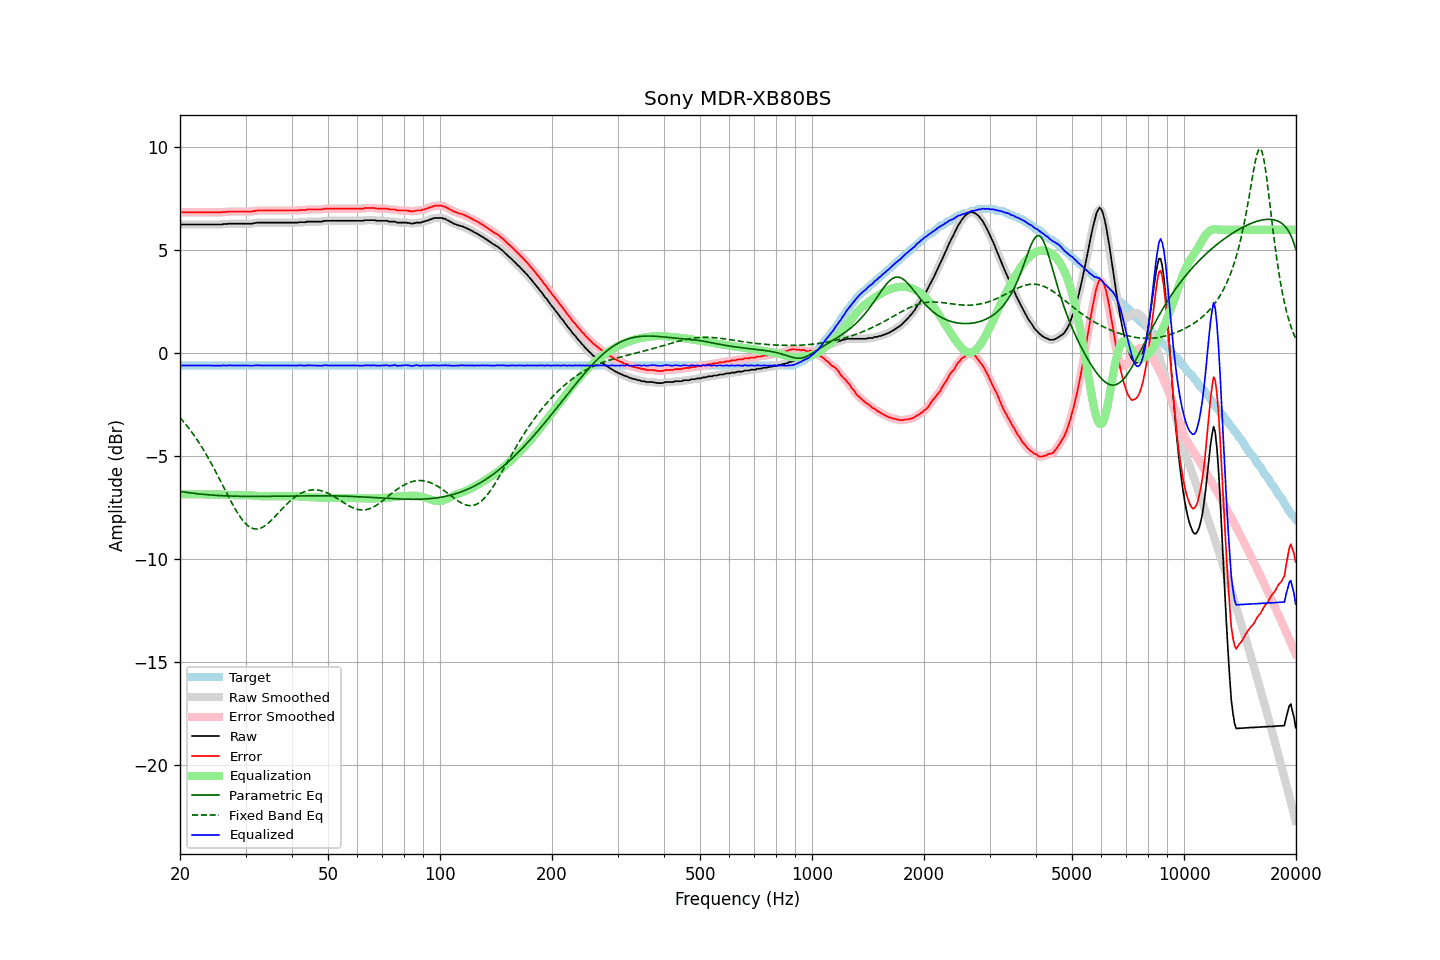 Sony MDR-XB80BS
Amplitude (dBr)
10
5
0
−5
−10
−15
−20
Target
Raw Smoothed
Error Smoothed
Raw
Error
Equalization
Parametric Eq
Fixed Band Eq
Equalized
20 50 100 200 500 1000 2000 5000 10000 20000
Frequency (Hz)